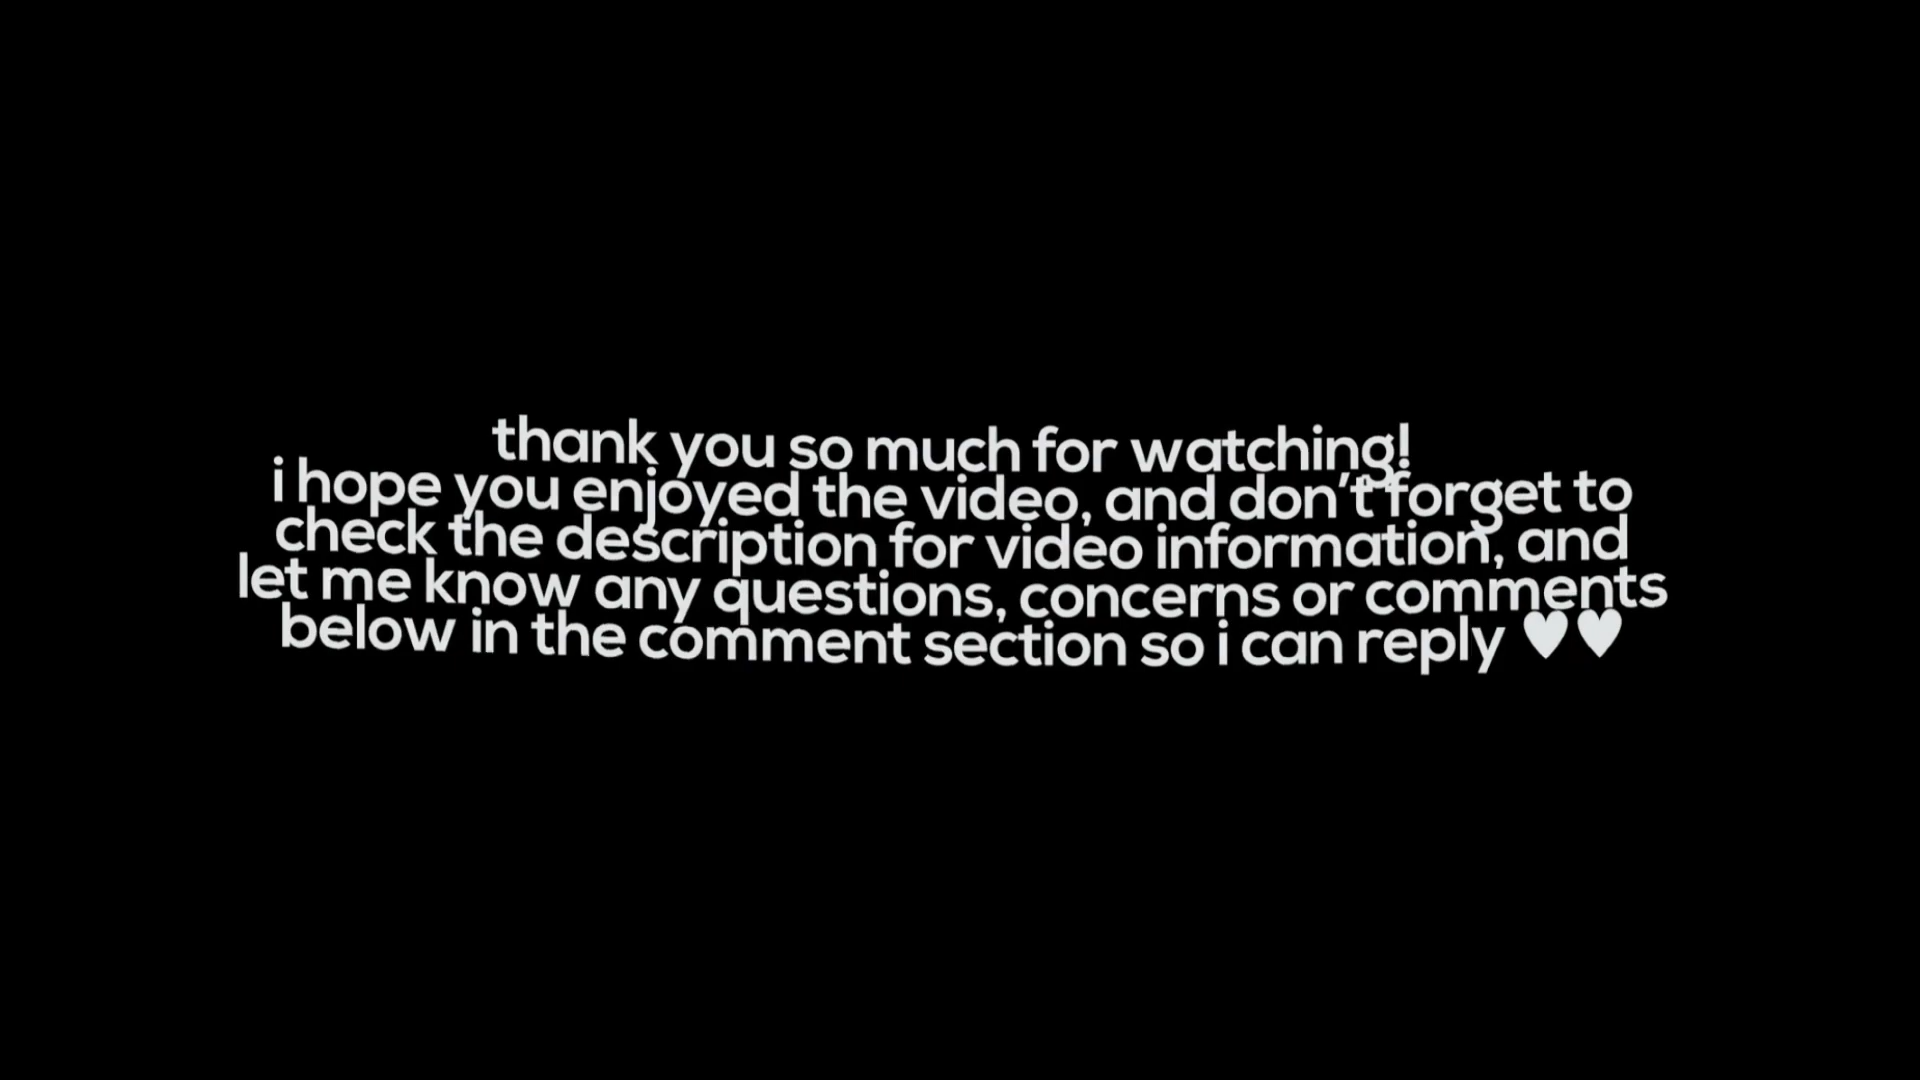 thank you so much for watching!
i hope you enjoyed the video, and don’t forget to
check the description for video information, and
let me know any questions, concerns or comments
below in the comment section so i can reply ♥♥